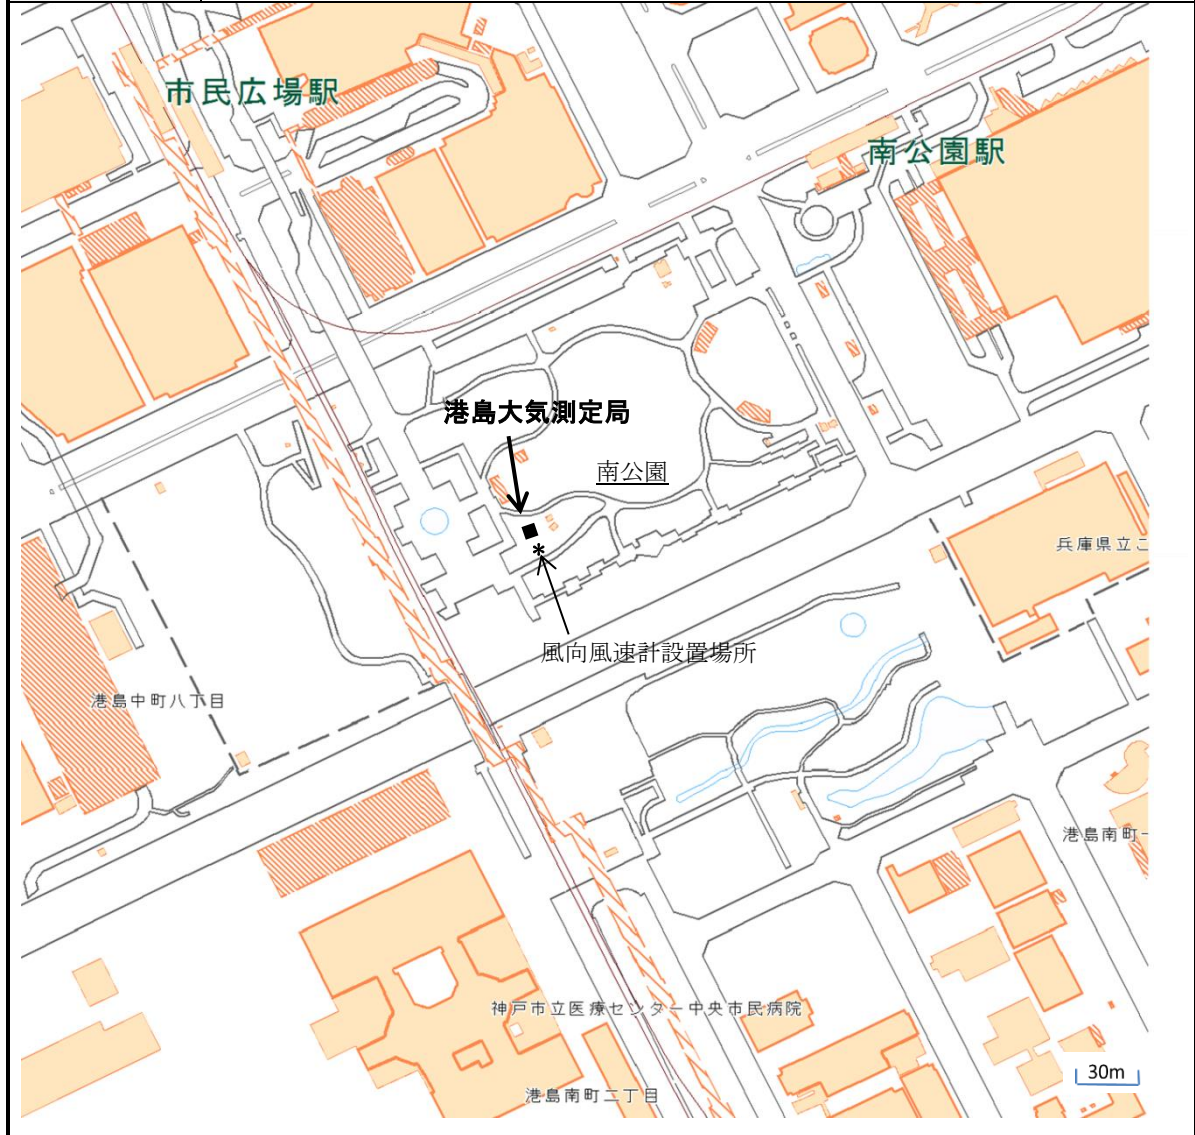 市民広場駅
南公園駅
港島大気測定局
南公園
*
兵庫県立こ
風向風速計設置場所
港島中町八丁目
港島南町一
神戸市立医療センター中央市民病院
30m
港島南町二丁目